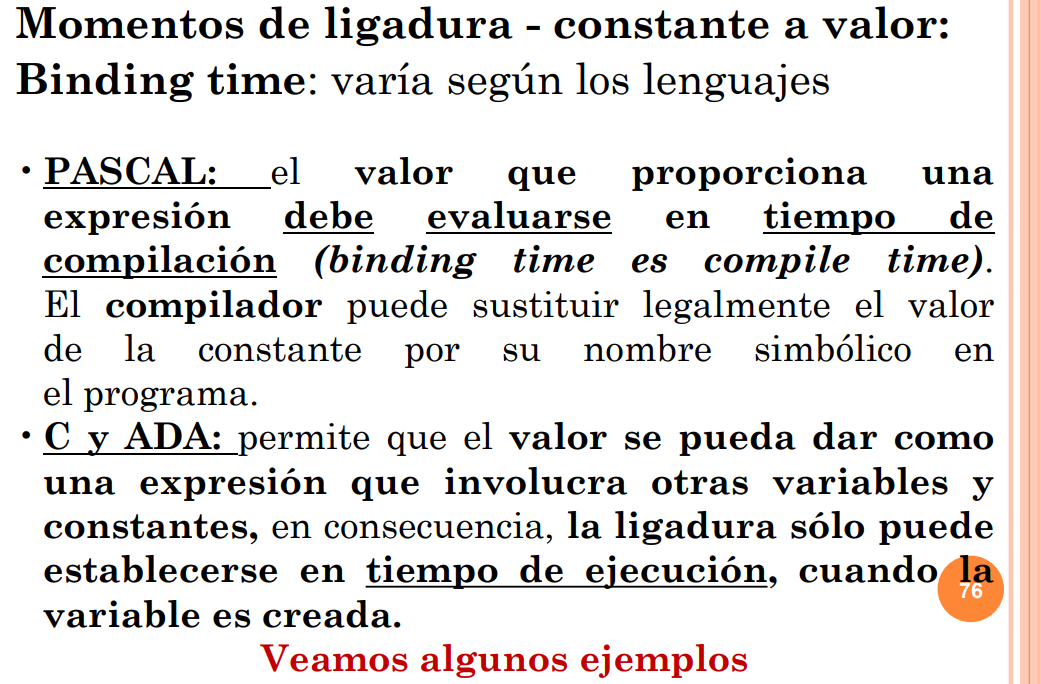 Momentos de ligadura - constante a valor:
Binding time: varía según los lenguajes
• PASCAL: el valor que proporciona una
expresión debe evaluarse en tiempo de
compilación (binding time es compile time).
El compilador puede sustituir legalmente el valor
de la constante por su nombre simbólico en
el programa.
• C y ADA: permite que el valor se pueda dar como
una expresión que involucra otras variables y
constantes, en consecuencia, la ligadura sólo puede
establecerse en tiempo de ejecución, cuando la
variable es creada.
76
Veamos algunos ejemplos